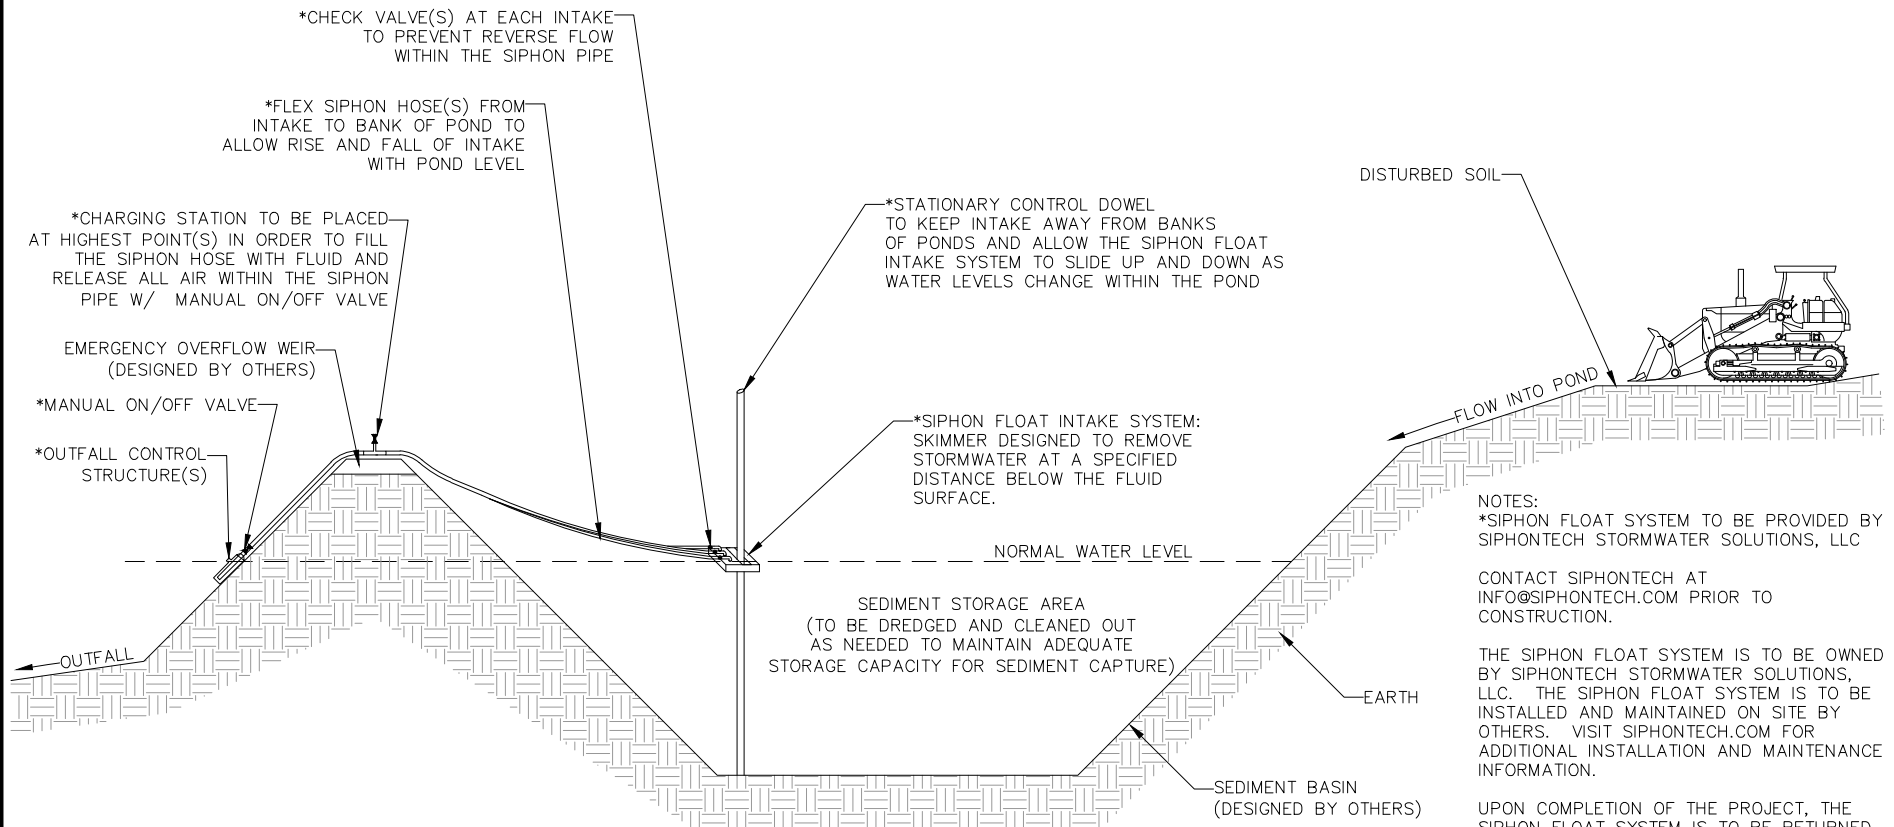 *CHECK VALVE(S) AT EACH INTAKE
TO PREVENT REVERSE FLOW
WITHIN THE SIPHON PIPE
*FLEX SIPHON HOSE(S) FROM
INTAKE TO BANK OF POND TO
ALLOW RISE AND FALL OF INTAKE
WITH POND LEVEL
*CHARGING STATION TO BE PLACED
AT HIGHEST POINT(S) IN ORDER TO FILL
THE SIPHON HOSE WITH FLUID AND
RELEASE ALL AIR WITHIN THE SIPHON
PIPE W/ MANUAL ON/OFF VALVE
EMERGENCY OVERFLOW WEIR
(DESIGNED BY OTHERS)
*MANUAL ON/OFF VALVE
*OUTFALL CONTROL
STRUCTURE(S)
OUTFALL
*STATIONARY CONTROL DOWEL
TO KEEP INTAKE AWAY FROM BANKS
OF PONDS AND ALLOW THE SIPHON FLOAT
INTAKE SYSTEM TO SLIDE UP AND DOWN AS
WATER LEVELS CHANGE WITHIN THE POND
*SIPHON FLOAT INTAKE SYSTEM:
SKIMMER DESIGNED TO REMOVE
STORMWATER AT A SPECIFIED
DISTANCE BELOW THE FLUID
SURFACE.
NORMAL WATER LEVEL
SEDIMENT STORAGE AREA
(TO BE DREDGED AND CLEANED OUT
AS NEEDED TO MAINTAIN ADEQUATE
STORAGE CAPACITY FOR SEDIMENT CAPTURE)
DISTURBED SOIL
FLOW INTO POND
EARTH
SEDIMENT BASIN
(DESIGNED BY OTHERS)
NOTES:
*SIPHON FLOAT SYSTEM TO BE PROVIDED BY
SIPHONTECH STORMWATER SOLUTIONS, LLC
CONTACT SIPHONTECH AT
INFO@SIPHONTECH.COM PRIOR TO
CONSTRUCTION.
THE SIPHON FLOAT SYSTEM IS TO BE OWNED
BY SIPHONTECH STORMWATER SOLUTIONS,
LLC. THE SIPHON FLOAT SYSTEM IS TO BE
INSTALLED AND MAINTAINED ON SITE BY
OTHERS. VISIT SIPHONTECH.COM FOR
ADDITIONAL INSTALLATION AND MAINTENANCE
INFORMATION.
UPON COMPLETION OF THE PROJECT, THE
SIPHON FLOAT SYSTEM IS TO BE RETURNED